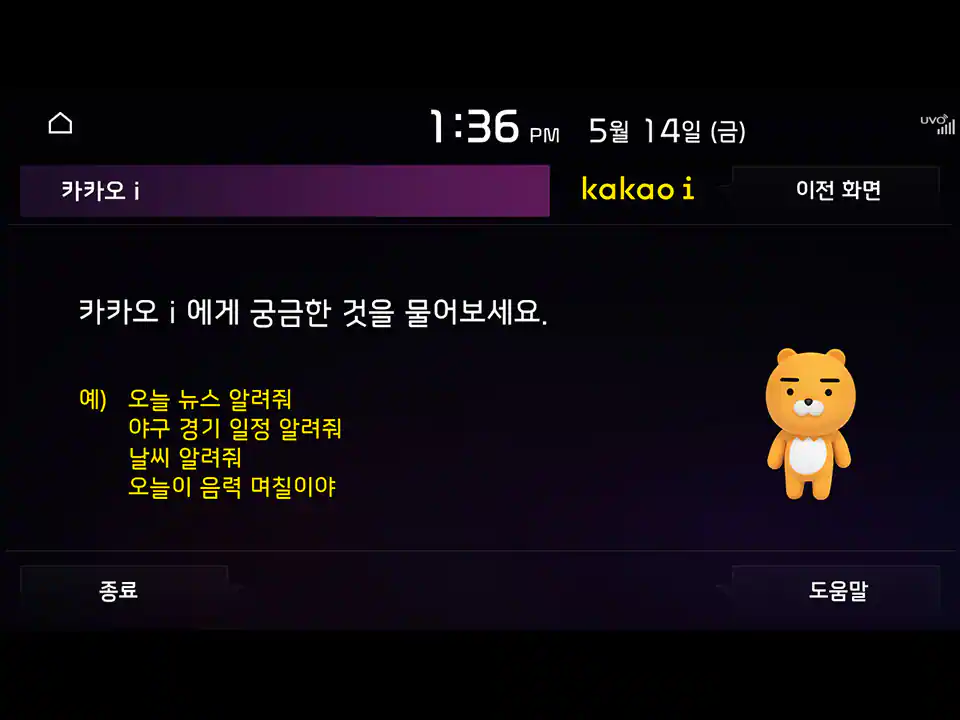 1:36 PM 5월 14일 (금)
UVO
카카오 i
kakao i
이전 화면
카카오 i 에게 궁금한 것을 물어보세요.
예) 오늘 뉴스 알려줘
야구 경기 일정 알려줘
날씨 알려줘
오늘이 음력 며칠이야
종료
도움말